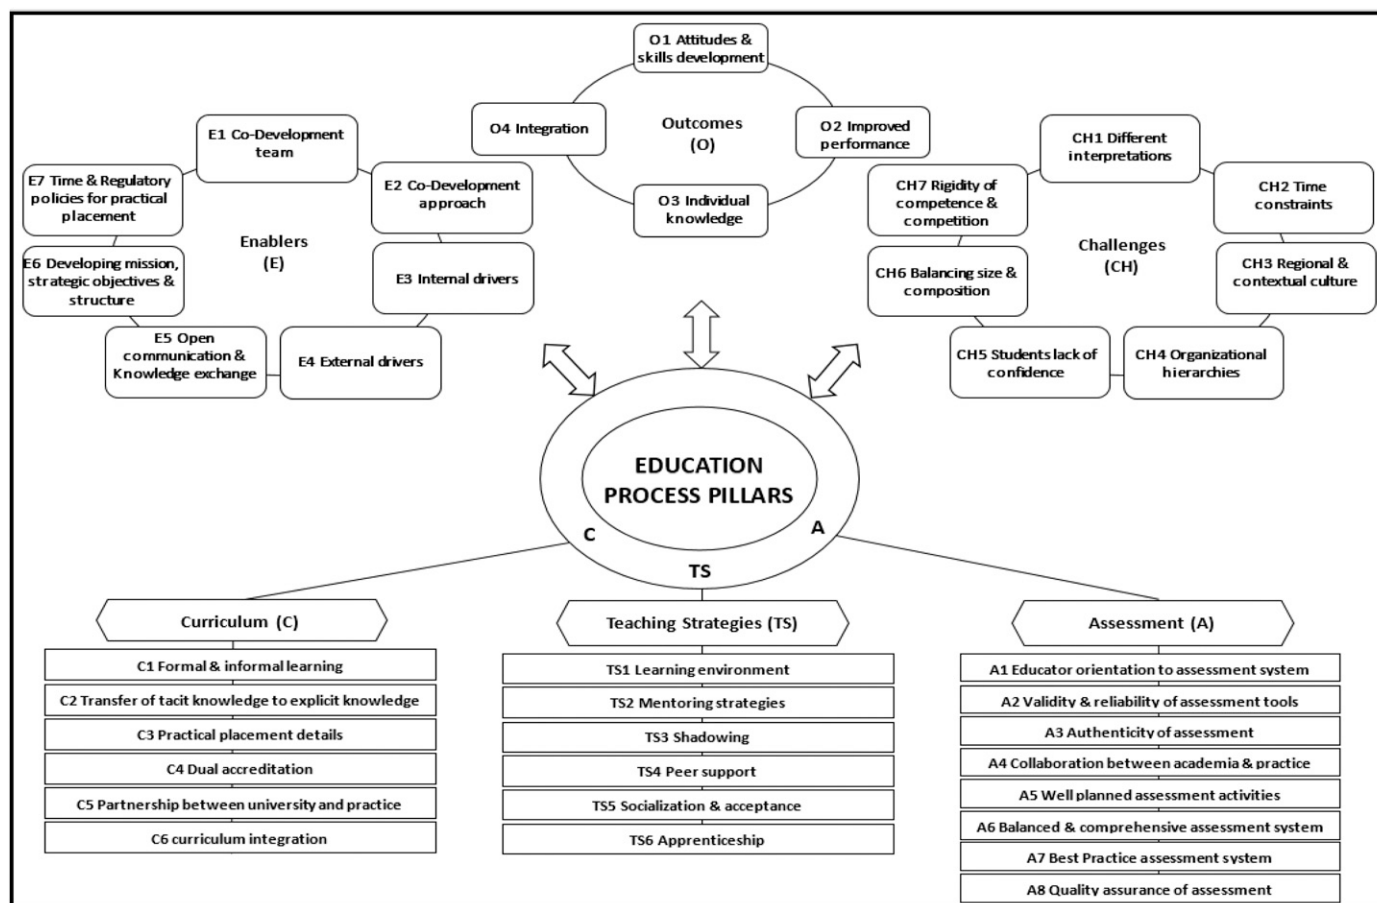 O1 Attitudes &
skills development
O4 Integration
Outcomes
(O)
O2 Improved
performance
O3 Individual
knowledge
E1 Co-Development
team
E7 Time & Regulatory
policies for practical
placement
E2 Co-Development
approach
Enablers
(E)
E6 Developing mission,
strategic objectives &
structure
E3 Internal drivers
E5 Open
communication &
Knowledge exchange
E4 External drivers
CH1 Different
interpretations
CH7 Rigidity of
competence &
competition
CH2 Time
constraints
Challenges
(CH)
CH6 Balancing size &
composition
CH3 Regional &
contextual culture
CH5 Students lack of
confidence
CH4 Organizational
hierarchies
EDUCATION
PROCESS PILLARS
C
A
TS
Curriculum (C)
C1 Formal & informal learning
C2 Transfer of tacit knowledge to explicit knowledge
C3 Practical placement details
C4 Dual accreditation
C5 Partnership between university and practice
C6 curriculum integration
Teaching Strategies (TS)
TS1 Learning environment
TS2 Mentoring strategies
TS3 Shadowing
TS4 Peer support
TS5 Socialization & acceptance
TS6 Apprenticeship
Assessment (A)
A1 Educator orientation to assessment system
A2 Validity & reliability of assessment tools
A3 Authenticity of assessment
A4 Collaboration between academia & practice
A5 Well planned assessment activities
A6 Balanced & comprehensive assessment system
A7 Best Practice assessment system
A8 Quality assurance of assessment